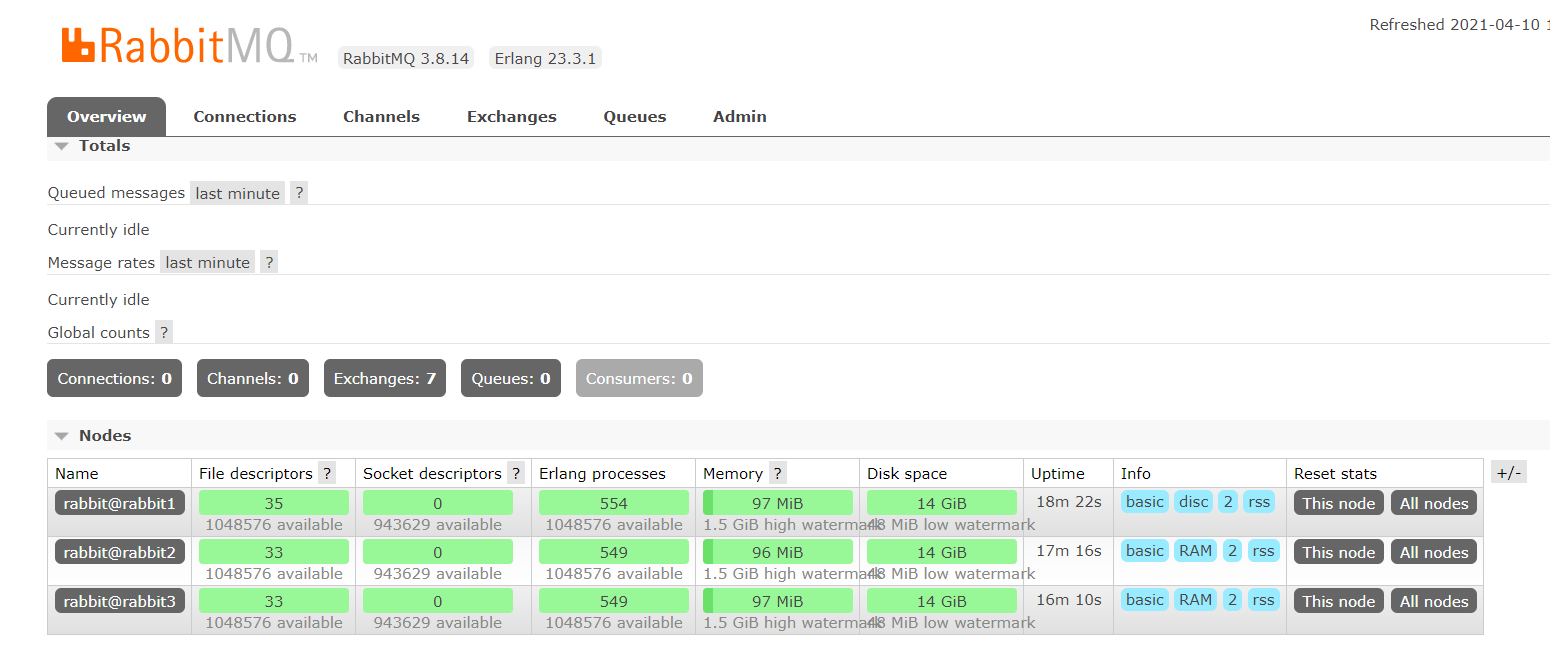 Refreshed 2021-04-10 1
RabbitMQ TM RabbitMQ 3.8.14 Erlang 23.3.1
Overview Connections Channels Exchanges Queues Admin
Totals
Queued messages last minute ?
Currently idle
Message rates last minute ?
Currently idle
Global counts ?
Connections: 0 Channels: 0 Exchanges: 7 Queues: 0 Consumers: 0
Nodes
Name File descriptors ? Socket descriptors ? Erlang processes Memory ? Disk space Uptime Info Reset stats +/-
rabbit@rabbit1 35 0 554 97 MiB 14 GiB 18m 22s basic disc 2 rss This node All nodes
1048576 available 943629 available 1048576 available 1.5 GiB high watermark 48 MiB low watermark
rabbit@rabbit2 33 0 549 96 MiB 14 GiB 17m 16s basic RAM 2 rss This node All nodes
1048576 available 943629 available 1048576 available 1.5 GiB high watermark 48 MiB low watermark
rabbit@rabbit3 33 0 549 97 MiB 14 GiB 16m 10s basic RAM 2 rss This node All nodes
1048576 available 943629 available 1048576 available 1.5 GiB high watermark 48 MiB low watermark